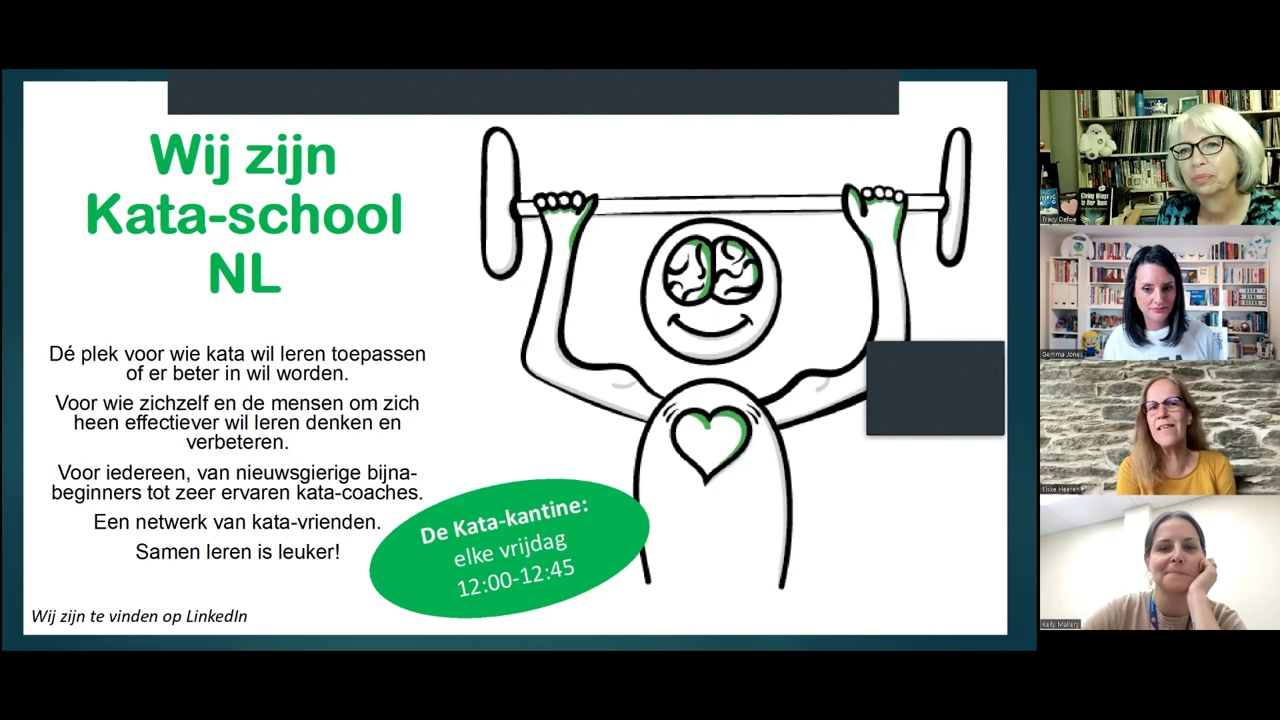 Wij zijn
Kata-school
NL
Dé plek voor wie kata wil leren toepassen
of er beter in wil worden.
Voor wie zichzelf en de mensen om zich
heen effectiever wil leren denken en
verbeteren.
Voor iedereen, van nieuwsgierige bijna-
beginners tot zeer ervaren kata-coaches.
Een netwerk van kata-vrienden.
Samen leren is leuker!
De Kata-kantine:
elke vrijdag
12:00-12:45
Wij zijn te vinden op LinkedIn
Tracy Defoe
Gemma Jones
Elske Heeren
Kelly Mallery